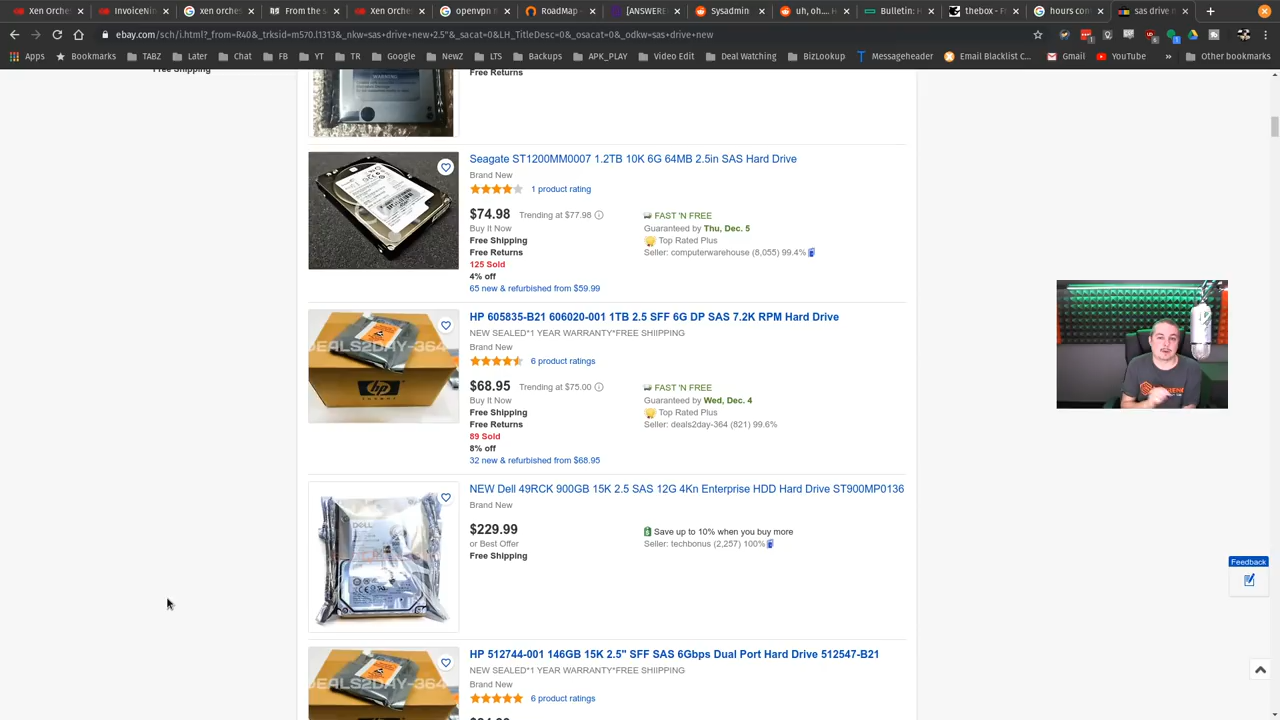 Xen Orche
Invoicene
xen orche
From the s
xen orche
openvpn n
RoadMap -
[ANSWERE
Sysadmin
uh, oh.... H
Bulletin: H
thebox - F
hours com
sas drive n
ebay.com/sch/i.html?_from=R40&_trksid=m570.l1313&_nkw=sas+drive+new+2.5"&_sacat=0&LH_TitleDesc=0&_osacat=0&_odkw=sas+drive+new
Apps
Bookmarks
TABZ
Later
Chat
FB
YT
TR
Google
NewZ
LTS
Backups
APK_PLAY
Video Edit
Deal Watching
BizLookup
Messageheader
Email Blacklist c...
Gmail
YouTube
»
Other bookmarks
Free Shipping
Free Returns
WARNING
Seagate ST1200MM0007 1.2TB 10K 6G 64MB 2.5in SAS Hard Drive
Brand New
1 product rating
$74.98 Trending at $77.98
FAST 'N FREE
Buy It Now
Guaranteed by Thu, Dec. 5
Free Shipping
Top Rated Plus
Free Returns
Seller: computerwarehouse (8,055) 99.4%
125 Sold
4% off
65 new & refurbished from $59.99
HP 605835-B21 606020-001 1TB 2.5 SFF 6G DP SAS 7.2K RPM Hard Drive
NEW SEALED*1 YEAR WARRANTY*FREE SHIIPPING
Brand New
DEALS2DAY-364
hp
6 product ratings
$68.95 Trending at $75.00
FAST 'N FREE
Buy It Now
Guaranteed by Wed, Dec. 4
Free Shipping
Top Rated Plus
Free Returns
Seller: deals2day-364 (821) 99.6%
89 Sold
8% off
32 new & refurbished from $68.95
NEW Dell 49RCK 900GB 15K 2.5 SAS 12G 4Kn Enterprise HDD Hard Drive ST900MP0136
Brand New
DELL
$229.99
Save up to 10% when you buy more
or Best Offer
Seller: techbonus (2,257) 100%
Free Shipping
Feedback
HP 512744-001 146GB 15K 2.5" SFF SAS 6Gbps Dual Port Hard Drive 512547-B21
NEW SEALED*1 YEAR WARRANTY*FREE SHIIPPING
Brand New
DEALS2DAY-364
6 product ratings